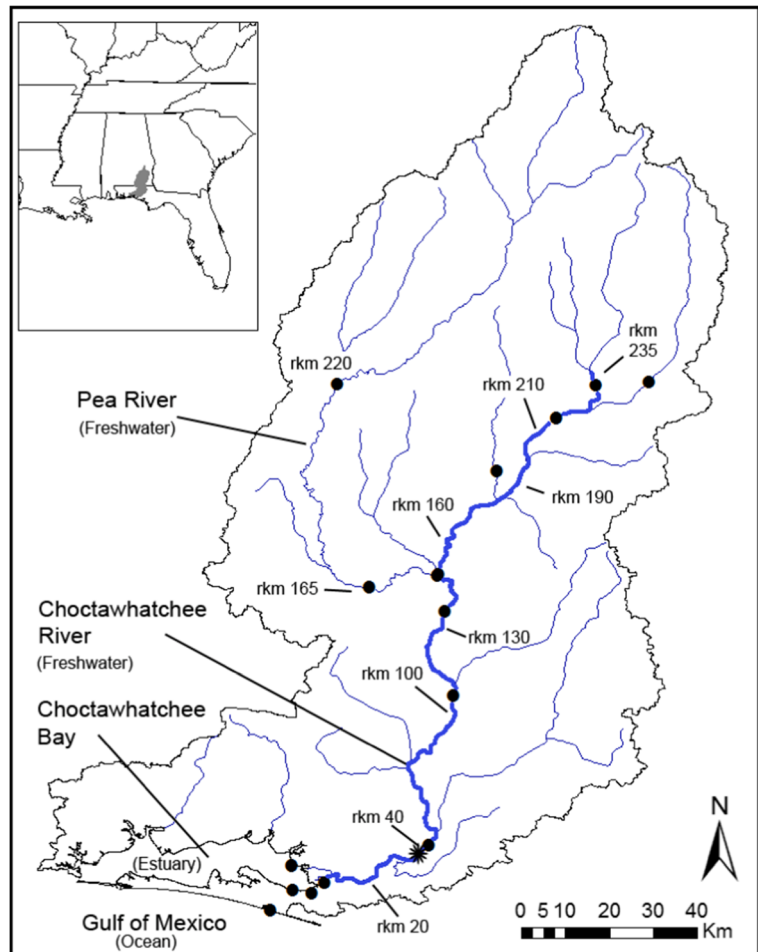 rkm
235
rkm 220
rkm 210
Pea River
(Freshwater)
rkm 190
rkm 160
rkm 165
Choctawhatchee
River
(Freshwater)
rkm 130
rkm 100
Choctawhatchee
Bay
rkm 40
N
(Estuary)
Gulf of Mexico
(Ocean)
rkm 20
0 5 10 20 30 40
Km